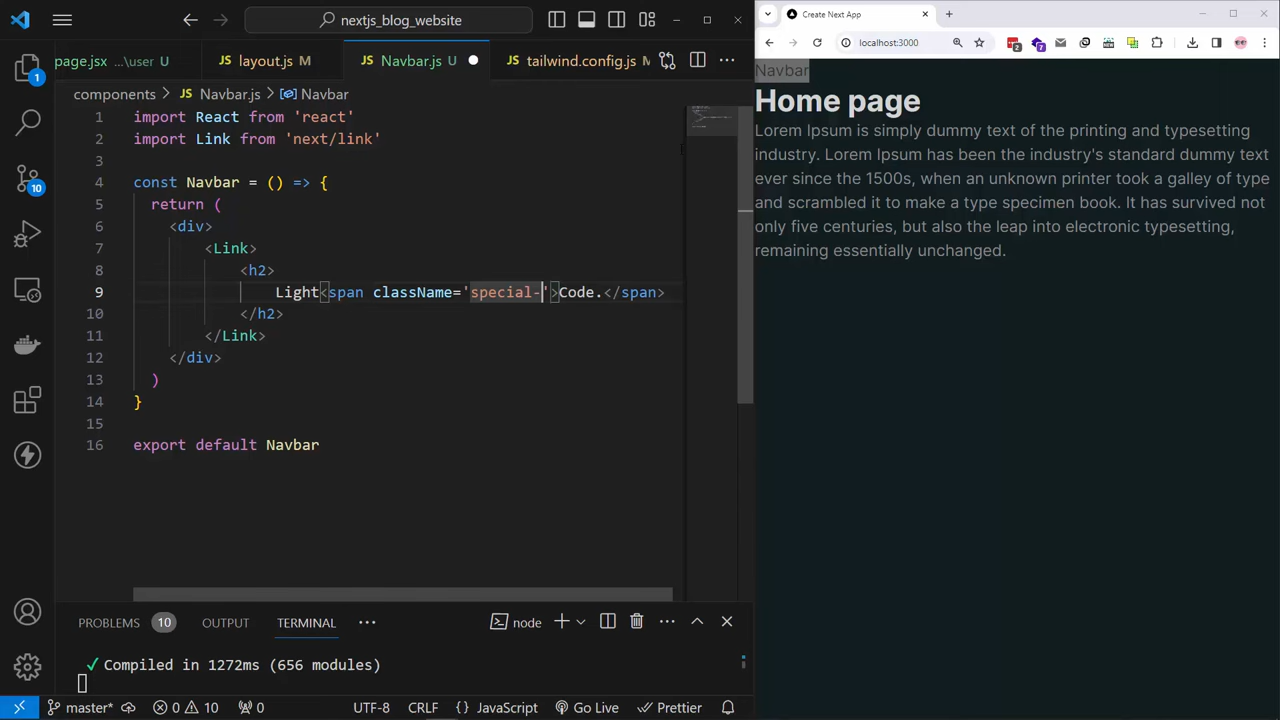 nextjs_blog_website
page.jsx ...\user U
layout.js M
Navbar.js U
tailwind.config.js M
components > Navbar.js > Navbar
1 import React from 'react'
2 import Link from 'next/link'
3
4 const Navbar = () => {
5 return (
6 <div>
7 <Link>
8 <h2>
9 Light<span className='special-'>Code.</span>
10 </h2>
11 </Link>
12 </div>
13 )
14 }
15
16 export default Navbar
1
10
PROBLEMS 10 OUTPUT TERMINAL ... node
✓ Compiled in 1272ms (656 modules)
master* 0 10 0 UTF-8 CRLF {} JavaScript Go Live Prettier
Create Next App
localhost:3000
2
7
Navbar
Home page
Lorem Ipsum is simply dummy text of the printing and typesetting
industry. Lorem Ipsum has been the industry's standard dummy text
ever since the 1500s, when an unknown printer took a galley of type
and scrambled it to make a type specimen book. It has survived not
only five centuries, but also the leap into electronic typesetting,
remaining essentially unchanged.